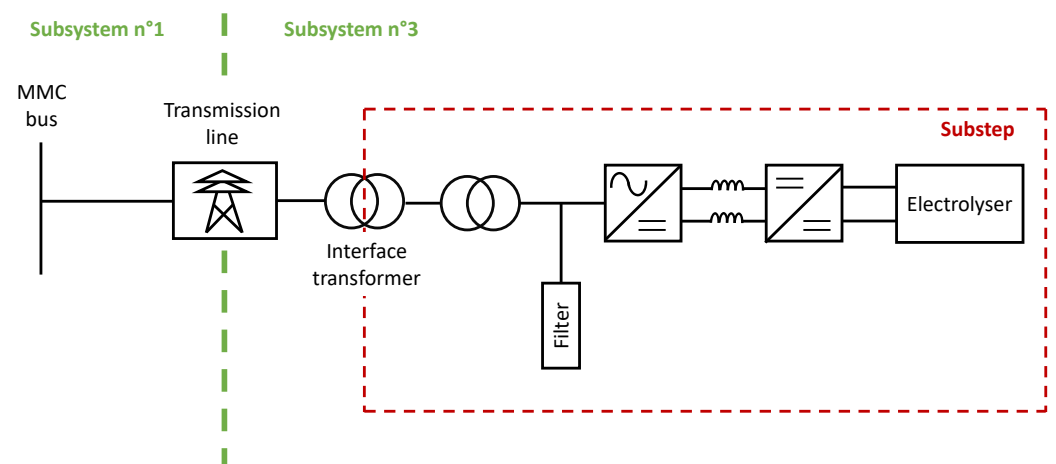 Subsystem n°1
Subsystem n°3
MMC
bus
Transmission
line
Substep
Electrolyser
Interface
transformer
Filter